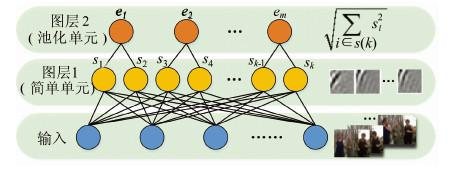 图层2
(池化单元)
e₁ e₂ ··· eₘ
√∑ᵢ∈s(k) sᵢ²
图层1
(简单单元)
s₁ s₂ s₃ s₄ ··· sₖ₋₁ sₖ
···
输入
······
···